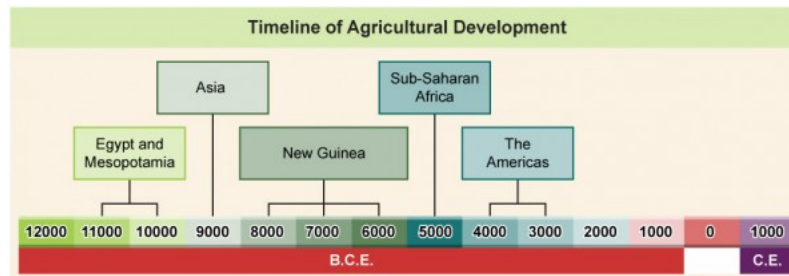 Timeline of Agricultural Development
Asia
Sub-Saharan
Africa
Egypt and
Mesopotamia
New Guinea
The
Americas
12000 11000 10000 9000 8000 7000 6000 5000 4000 3000 2000 1000 0 1000
B.C.E. C.E.